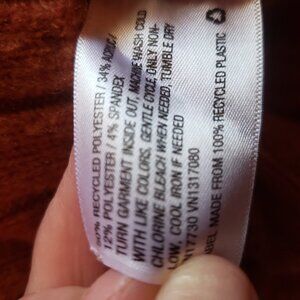 50% RECYCLED POLYESTER / 34% ACRYLIC
12% POLYESTER / 4% SPANDEX
TURN GARMENT INSIDE OUT, MACHINE WASH COLD
WITH LIKE COLORS, GENTLE CYCLE, ONLY NON-
CHLORINE BLEACH WHEN NEEDED, TUMBLE DRY
LOW, COOL IRON IF NEEDED
VN1317080
LABEL MADE FROM 100% RECYCLED PLASTIC